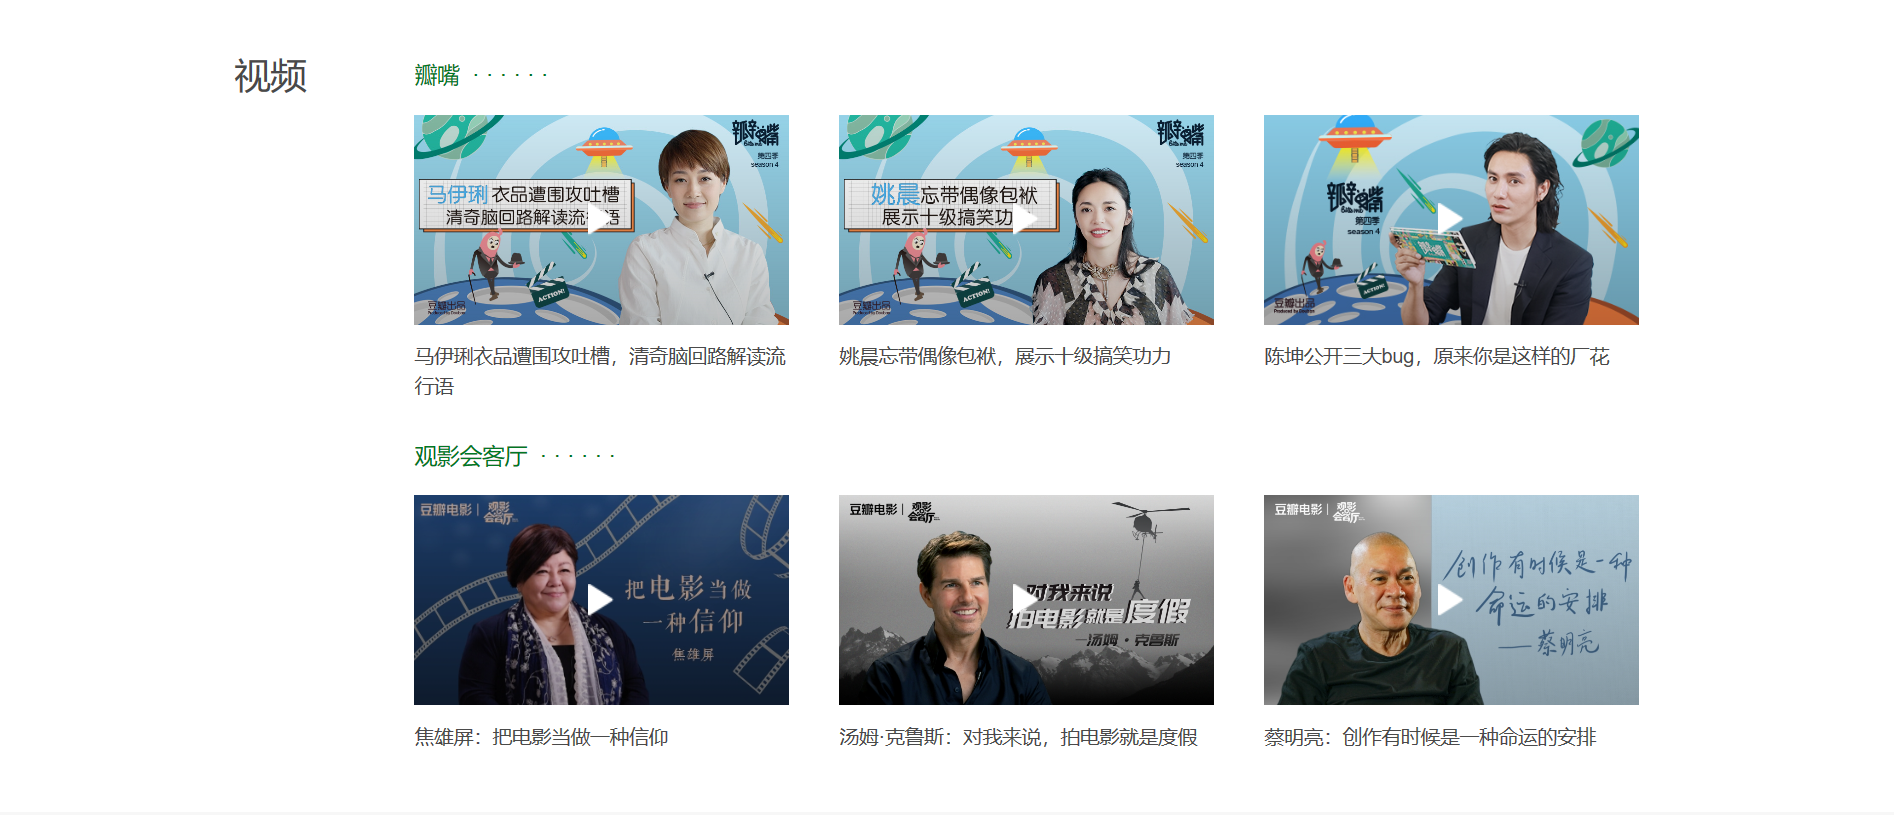 视频
瓣嘴 · · · · · ·
瓣嘴
第四季
season 4
马伊琍 衣品遭围攻吐槽
清奇脑回路解读流行语
ACTION!
豆瓣出品
瓣嘴
第四季
season 4
姚晨忘带偶像包袱
展示十级搞笑功
ACTION!
豆瓣出品
瓣嘴
第四季
season 4
豆瓣出品
Produced by Douban
马伊琍衣品遭围攻吐槽，清奇脑回路解读流
行语
姚晨忘带偶像包袱，展示十级搞笑功力
陈坤公开三大bug，原来你是这样的厂花
观影会客厅 · · · · · ·
豆瓣电影 | 观影会客厅
把电影当做
一种信仰
焦雄屏
豆瓣电影 | 观影会客厅
对我来说
拍电影就是度假
—汤姆·克鲁斯
豆瓣电影 | 观影会客厅
创作有时候是一种
命运的安排
——蔡明亮
焦雄屏：把电影当做一种信仰
汤姆·克鲁斯：对我来说，拍电影就是度假
蔡明亮：创作有时候是一种命运的安排